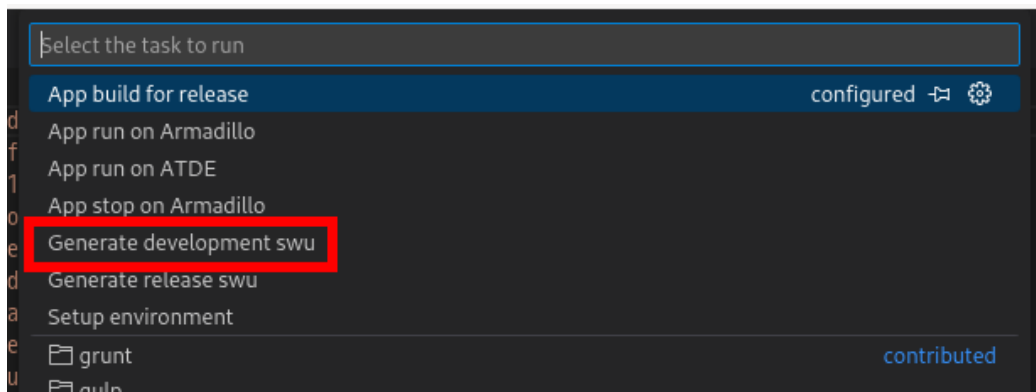 Select the task to run
App build for release configured
App run on Armadillo
App run on ATDE
App stop on Armadillo
Generate development swu
Generate release swu
Setup environment
grunt contributed
gulp